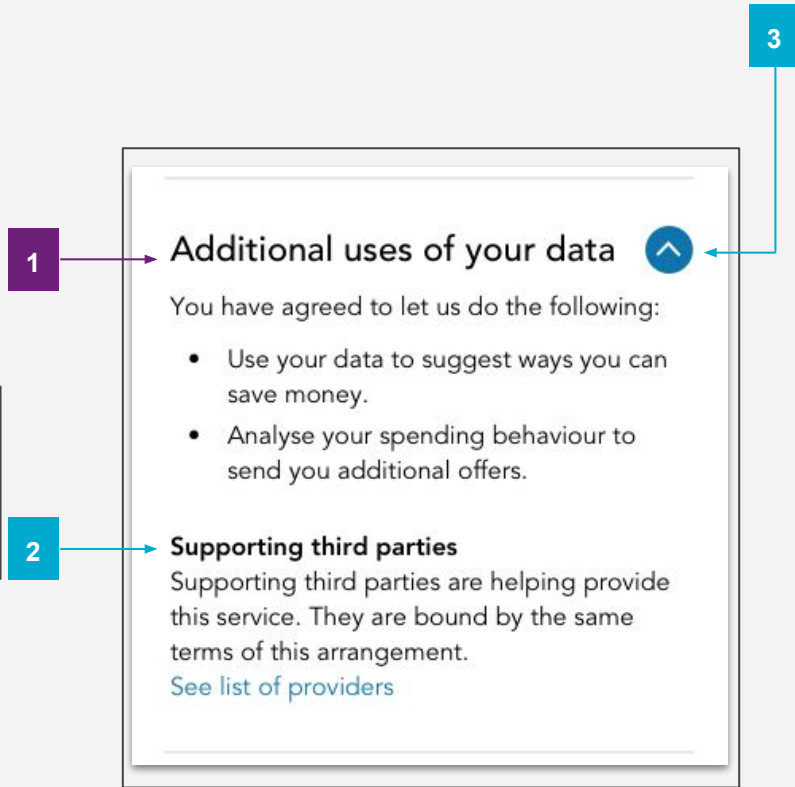 3
1
Additional uses of your data
You have agreed to let us do the following:
• Use your data to suggest ways you can
save money.
• Analyse your spending behaviour to
send you additional offers.
2
Supporting third parties
Supporting third parties are helping provide
this service. They are bound by the same
terms of this arrangement.
See list of providers